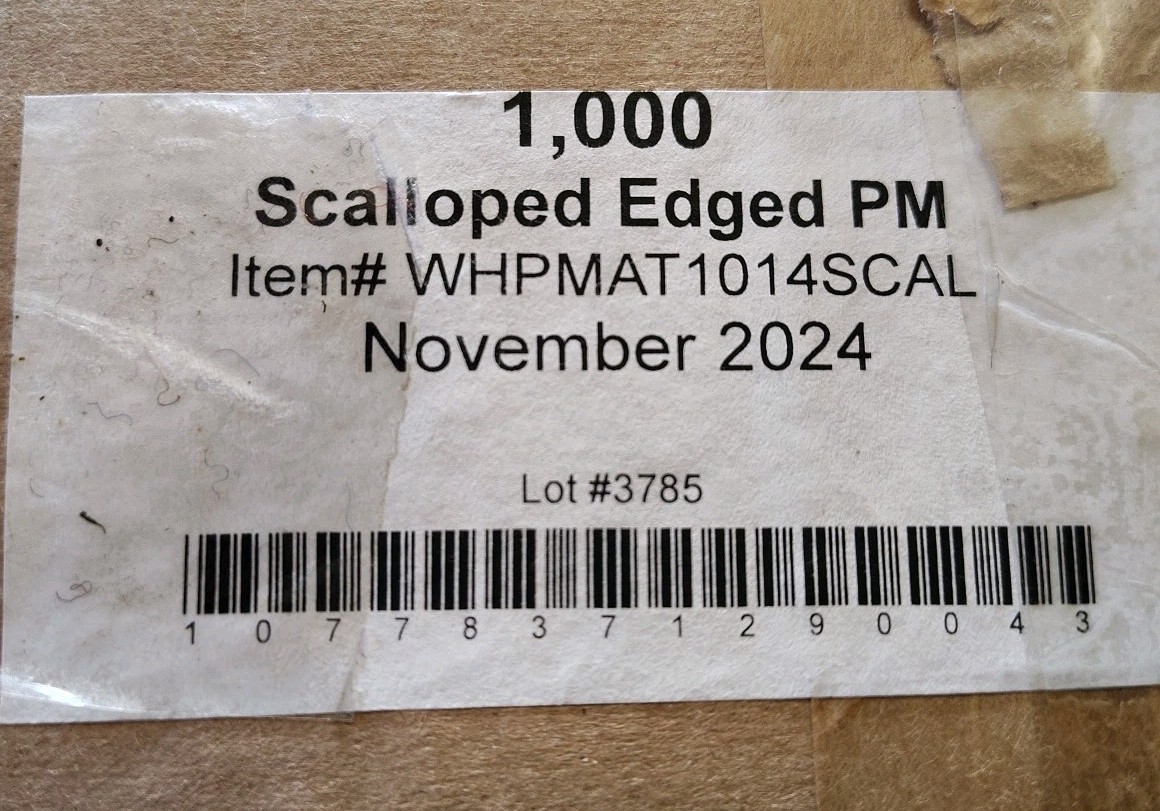 1,000
Scalloped Edged PM
Item# WHPMAT1014SCAL
November 2024
Lot #3785
1 0 7 7 8 3 7 1 2 9 0 0 4 3